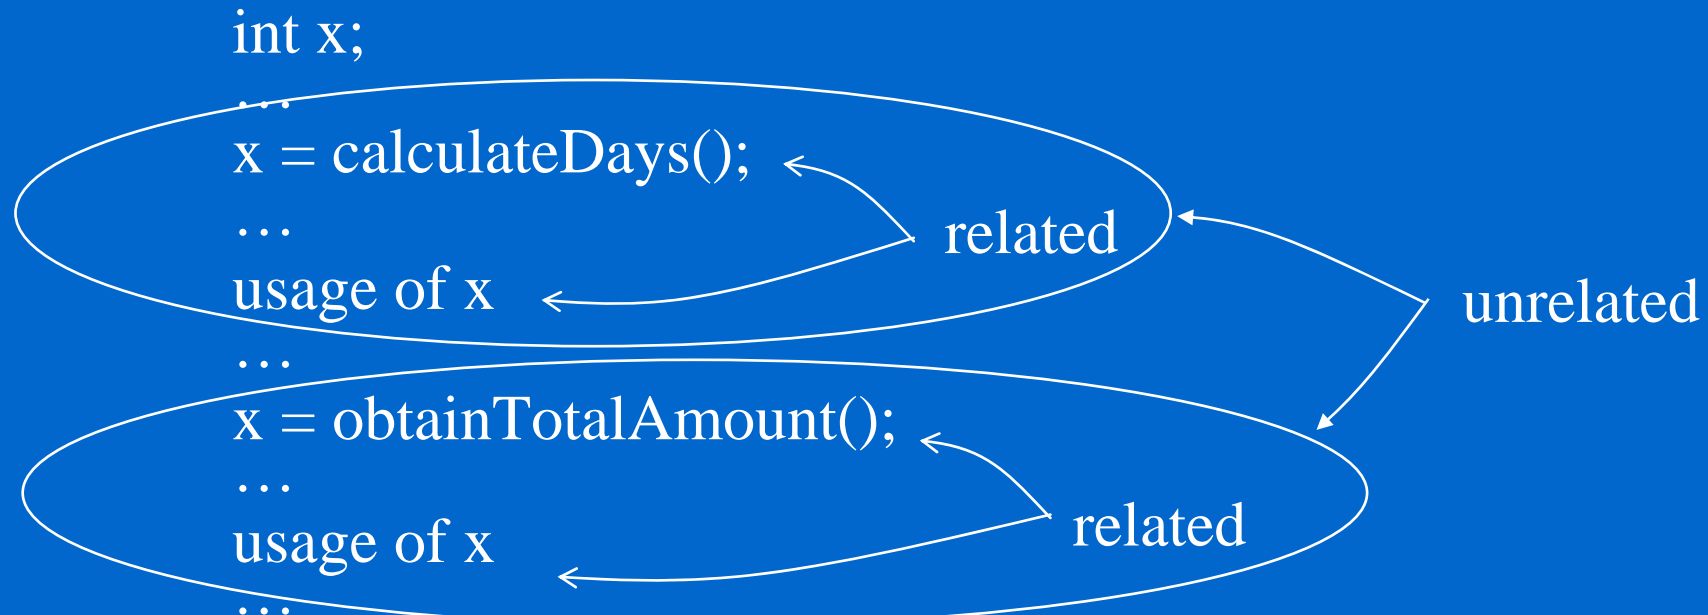 int x;
...
x = calculateDays();
...
related
usage of x
unrelated
...
x = obtainTotalAmount();
...
related
usage of x
...